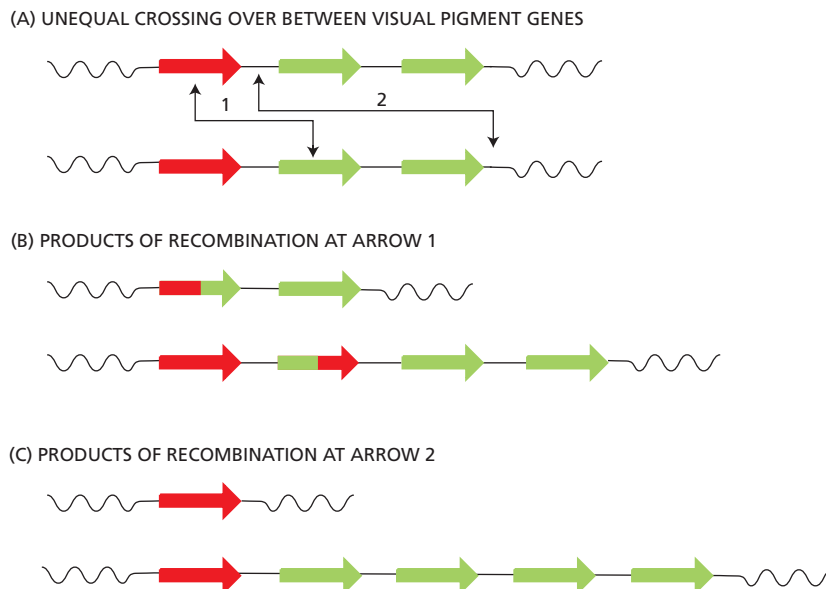 (A) UNEQUAL CROSSING OVER BETWEEN VISUAL PIGMENT GENES
1
2
(B) PRODUCTS OF RECOMBINATION AT ARROW 1
(C) PRODUCTS OF RECOMBINATION AT ARROW 2